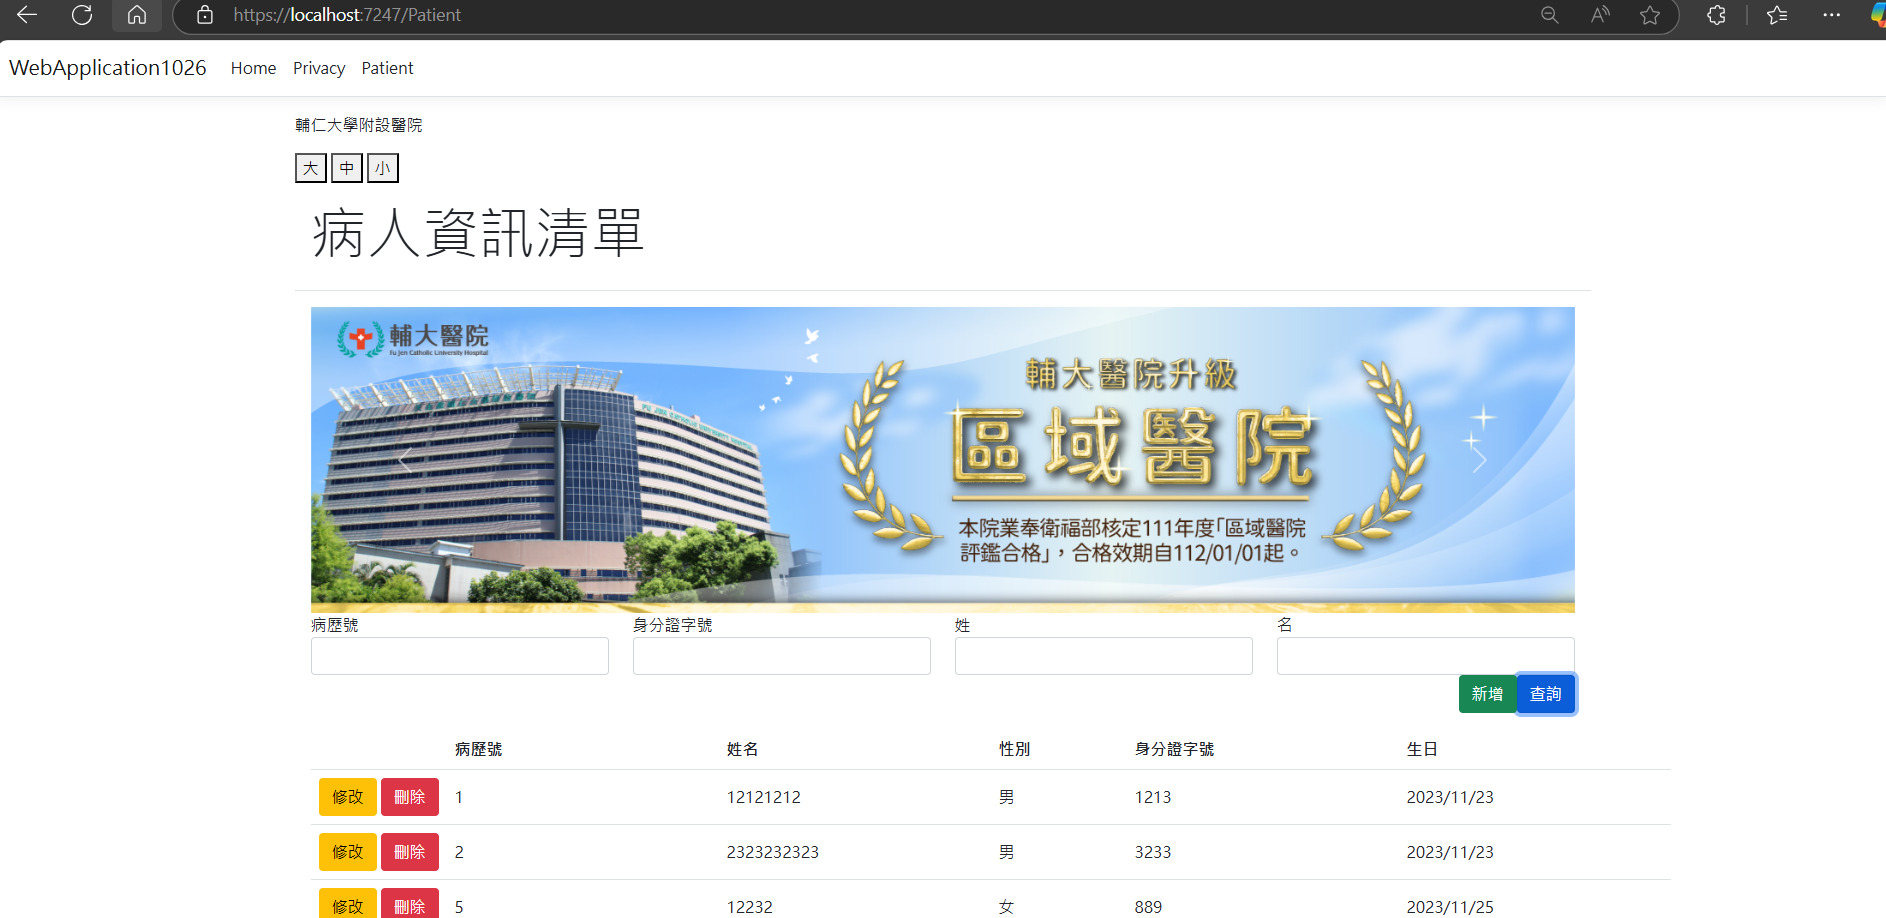 https://localhost:7247/Patient
WebApplication1026 Home Privacy Patient
輔仁大學附設醫院
大 中 小
病人資訊清單
輔大醫院
Fu Jen Catholic University Hospital
FU JEN CATHOLIC UNIVERSITY HOSPITAL
輔大醫院升級
區域醫院
本院業奉衛福部核定111年度「區域醫院
評鑑合格」，合格效期自112/01/01起。
病歷號 身分證字號 姓 名
新增 查詢
病歷號 姓名 性別 身分證字號 生日
修改 刪除 1 12121212 男 1213 2023/11/23
修改 刪除 2 2323232323 男 3233 2023/11/23
修改 刪除 5 12232 女 889 2023/11/25